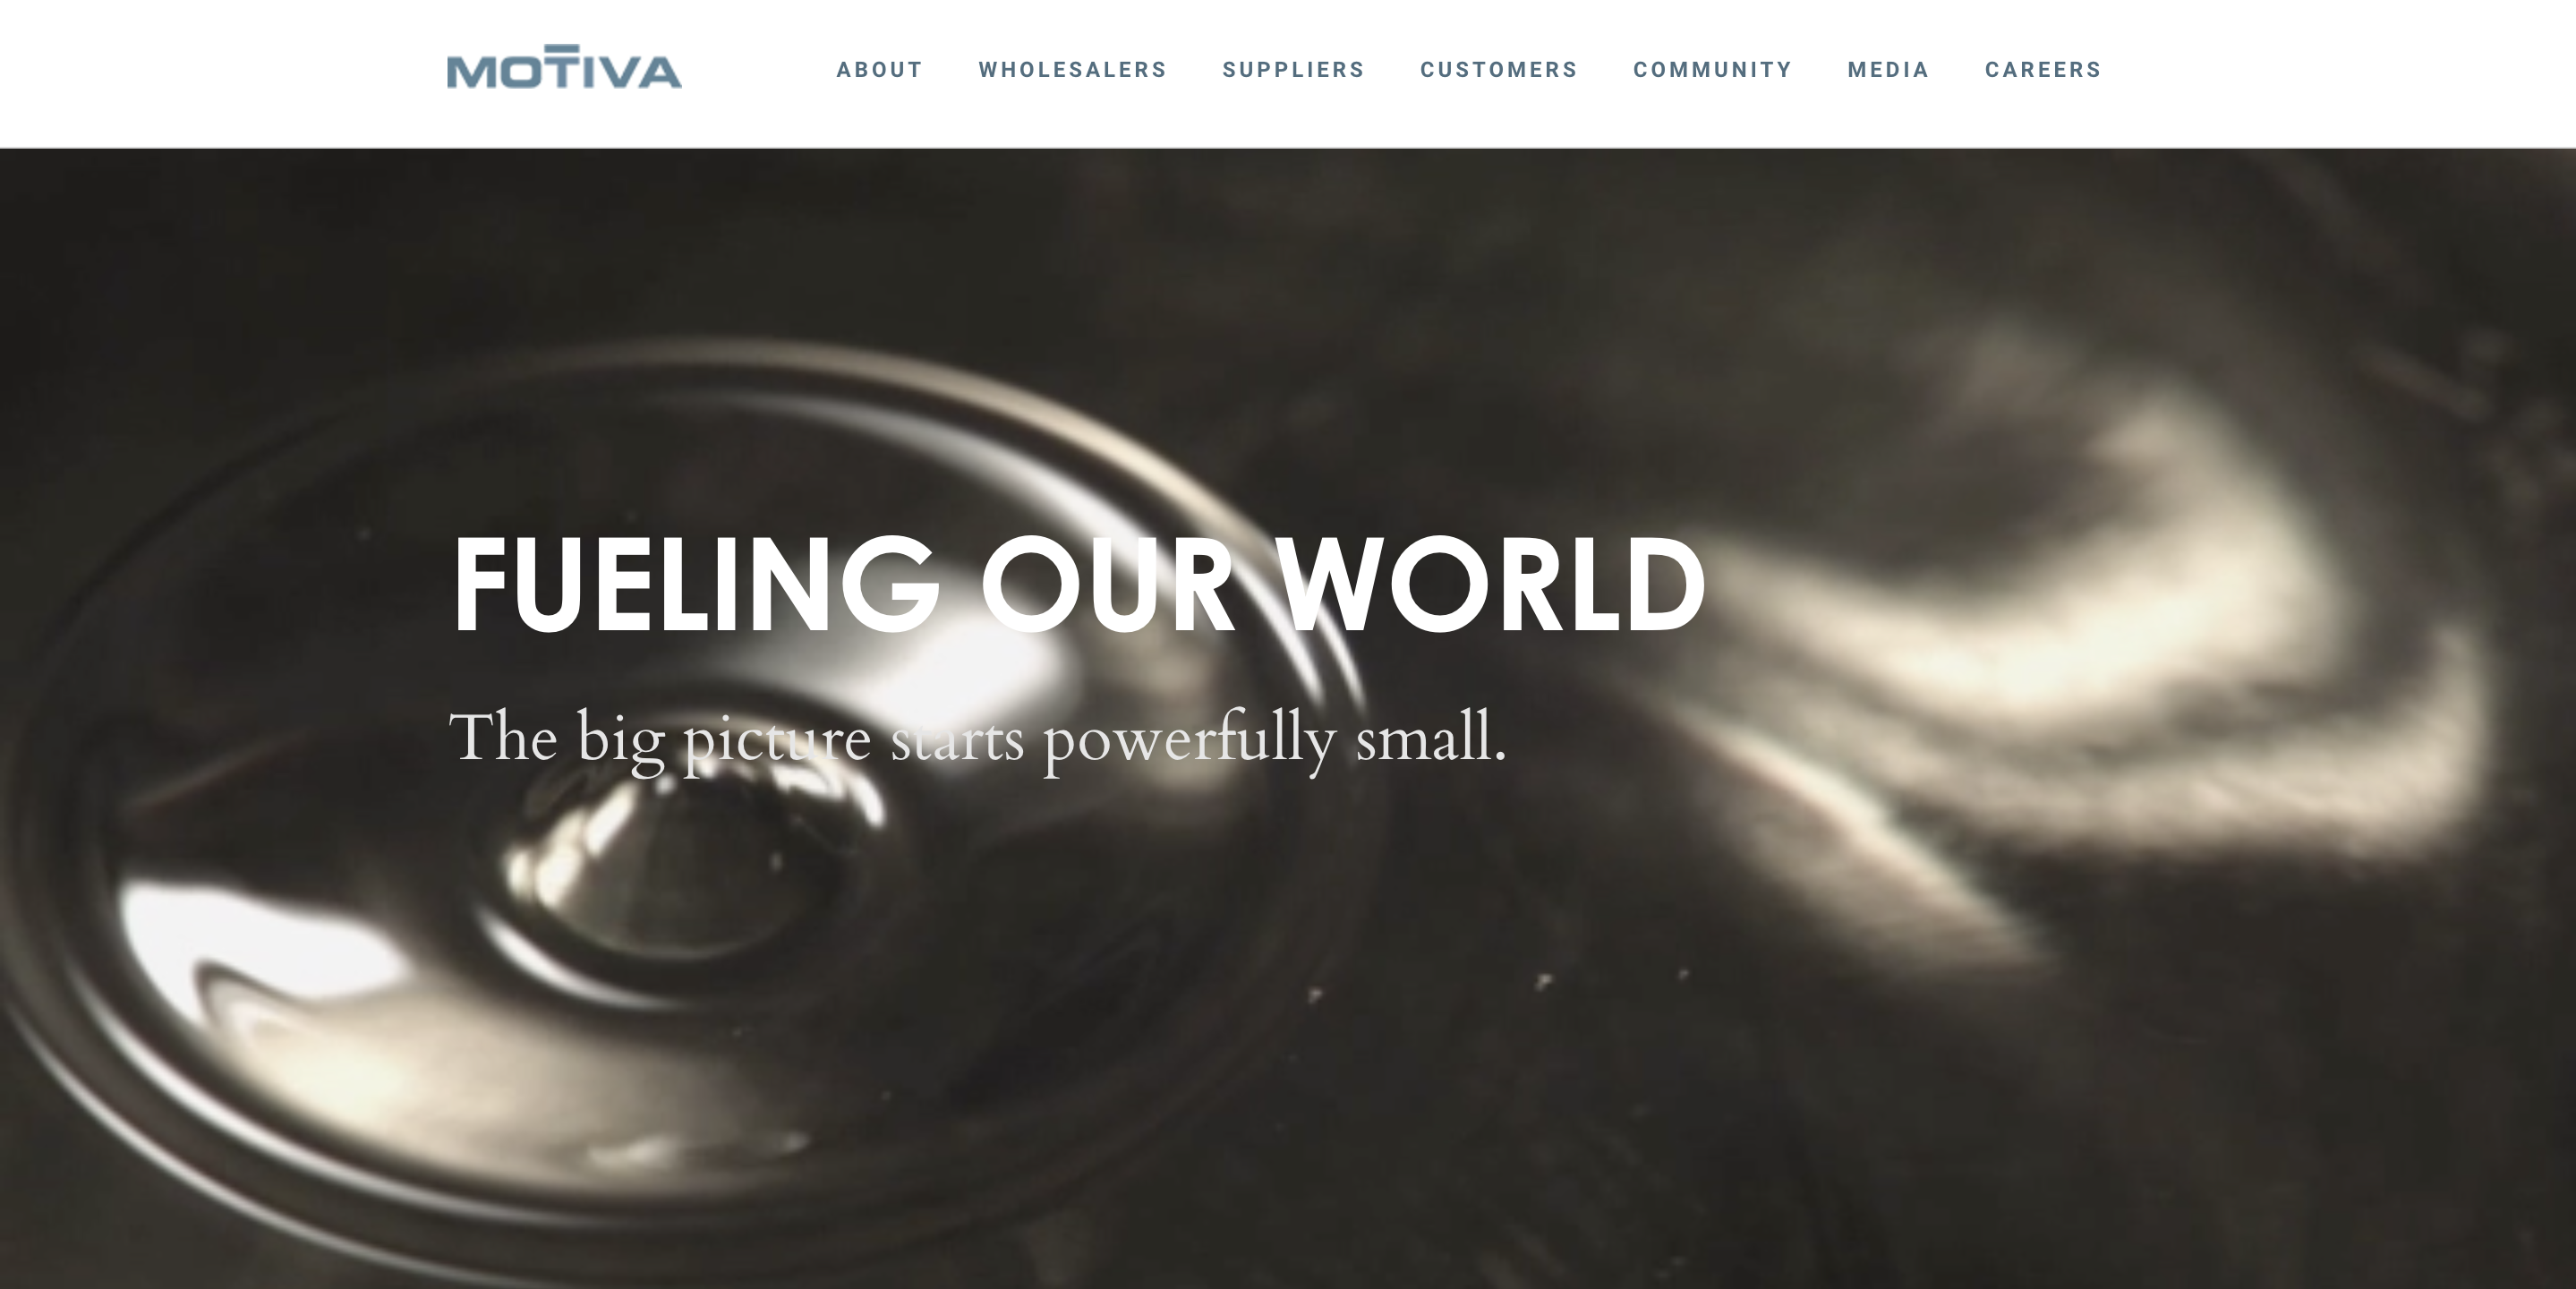 MOTIVA
ABOUT WHOLESALERS SUPPLIERS CUSTOMERS COMMUNITY MEDIA CAREERS
FUELING OUR WORLD
The big picture starts powerfully small.